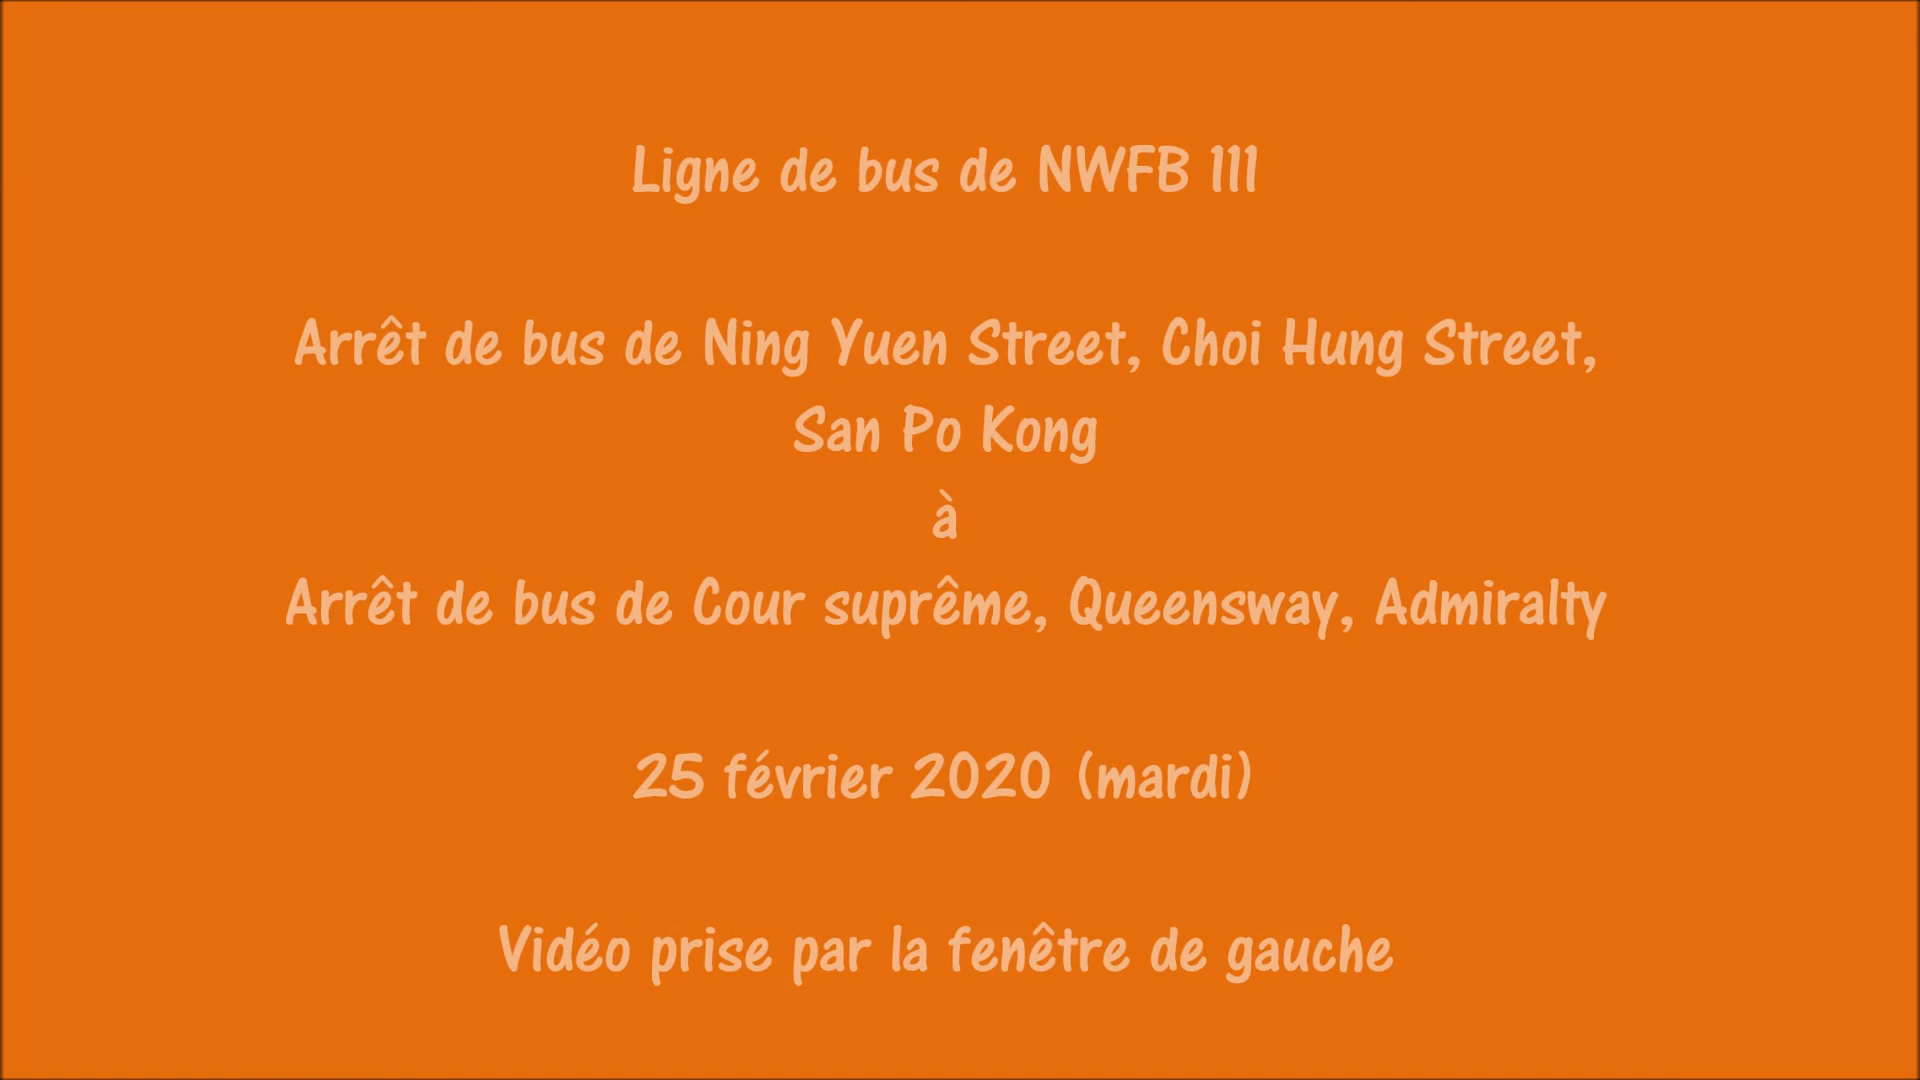 Ligne de bus de NWFB 111
Arrêt de bus de Ning Yuen Street, Choi Hung Street,
San Po Kong
à
Arrêt de bus de Cour suprême, Queensway, Admiralty
25 février 2020 (mardi)
Vidéo prise par la fenêtre de gauche